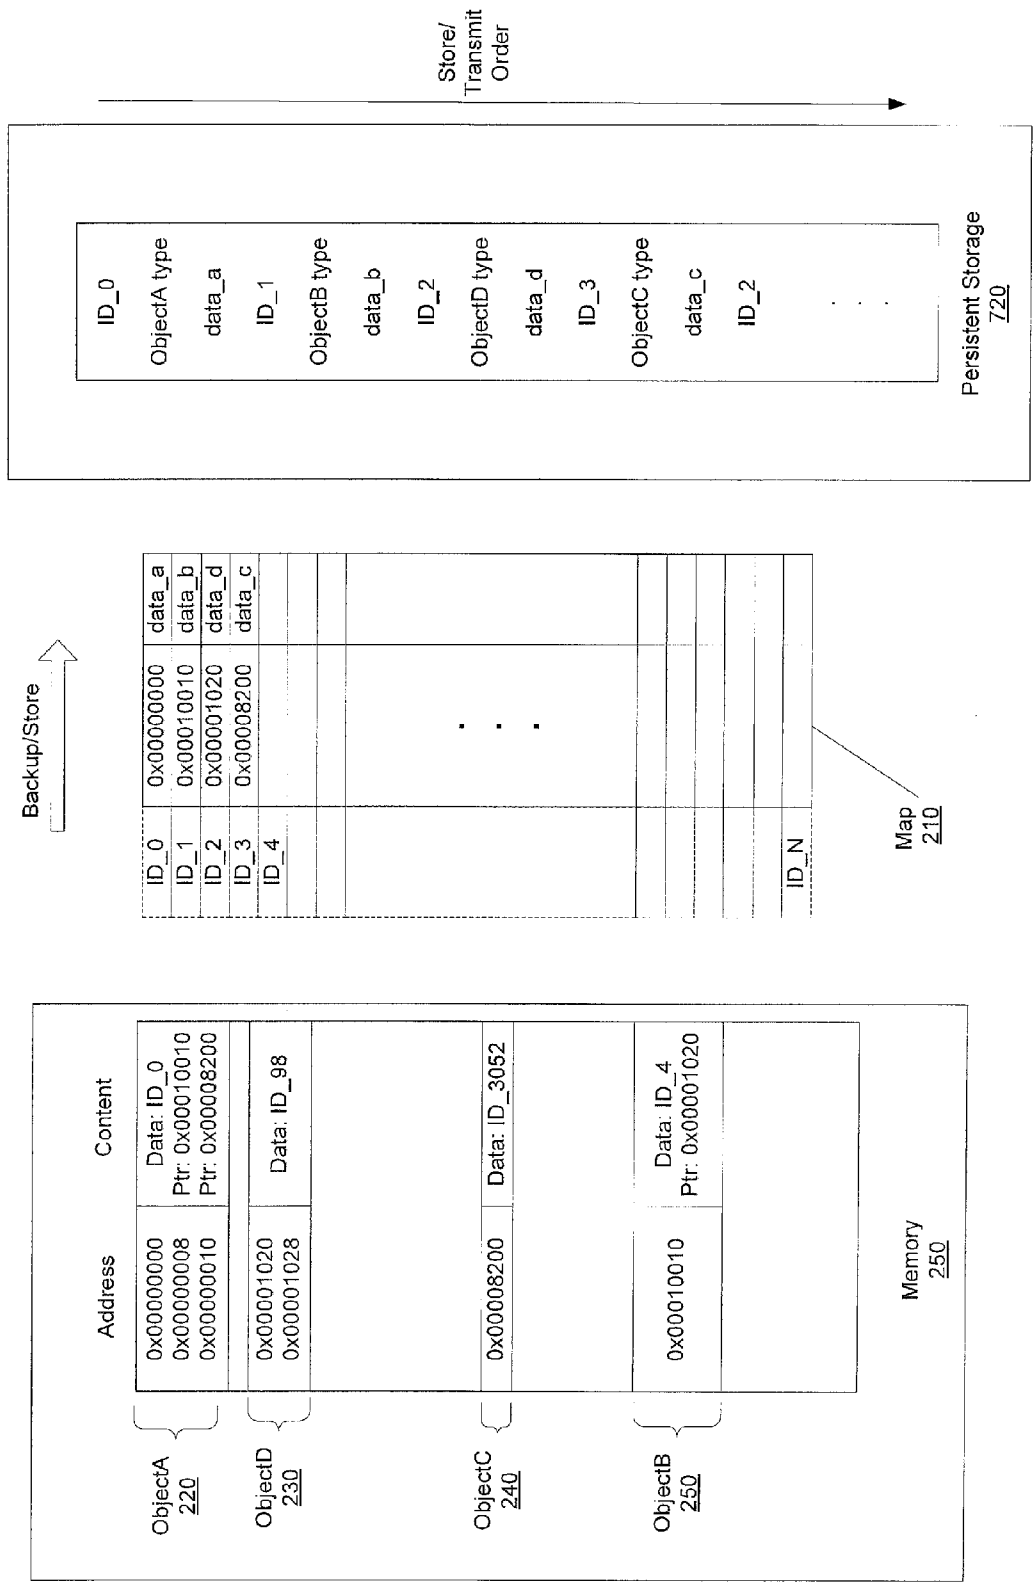 Address
Content
ObjectA
220
0x00000000
0x00000008
0x00000010
Data: ID_0
Ptr: 0x00010010
Ptr: 0x00008200
ObjectD
230
0x00001020
0x00001028
Data: ID_98
ObjectC
240
0x00008200
Data: ID_3052
ObjectB
250
0x00010010
Data: ID_4
Ptr: 0x00001020
Memory
250
Backup/Store
ID_0 0x00000000 data_a
ID_1 0x00010010 data_b
ID_2 0x00001020 data_d
ID_3 0x00008200 data_c
ID_4
. . .
ID_N
Map
210
ID_0
ObjectA type
data_a
ID_1
ObjectB type
data_b
ID_2
ObjectD type
data_d
ID_3
ObjectC type
data_c
ID_2
. . .
Persistent Storage
720
Store/
Transmit
Order